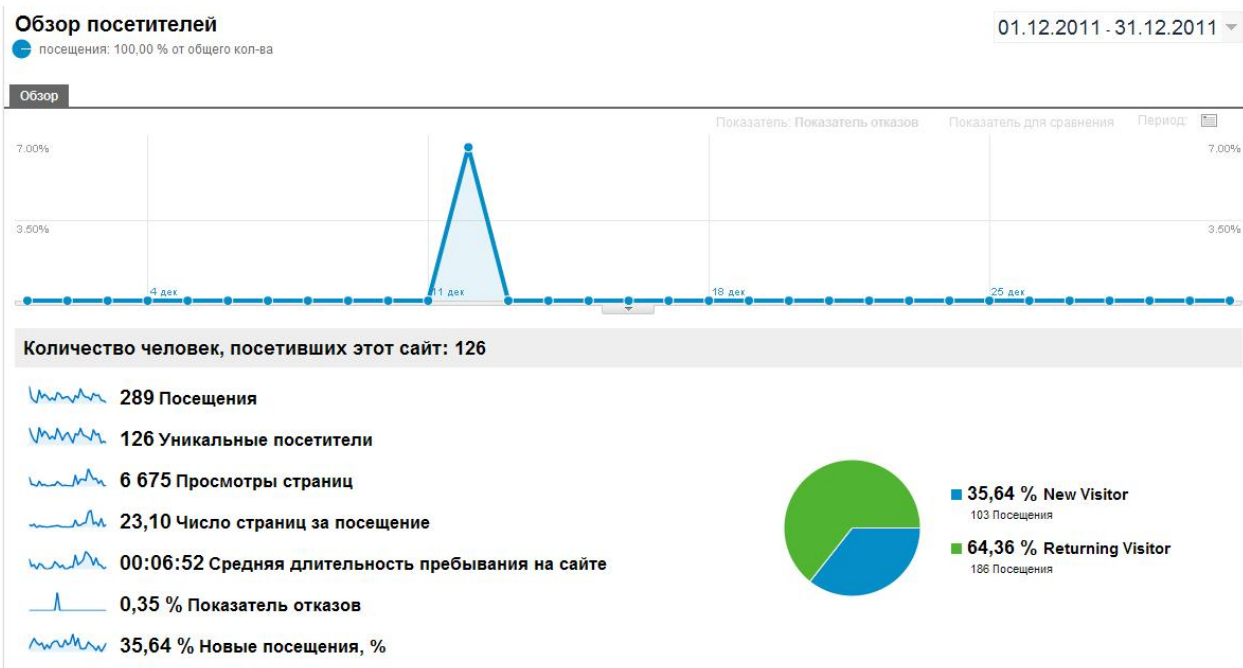 Обзор посетителей
01.12.2011 - 31.12.2011
посещения: 100,00 % от общего кол-ва
Обзор
Показатель: Показатель отказов Показатель для сравнения Период:
7.00% 7.00%
3.50% 3.50%
4 дек 11 дек 18 дек 25 дек
Количество человек, посетивших этот сайт: 126
289 Посещения
126 Уникальные посетители
6 675 Просмотры страниц
23,10 Число страниц за посещение
00:06:52 Средняя длительность пребывания на сайте
0,35 % Показатель отказов
35,64 % Новые посещения, %
35,64 % New Visitor
103 Посещения
64,36 % Returning Visitor
186 Посещения